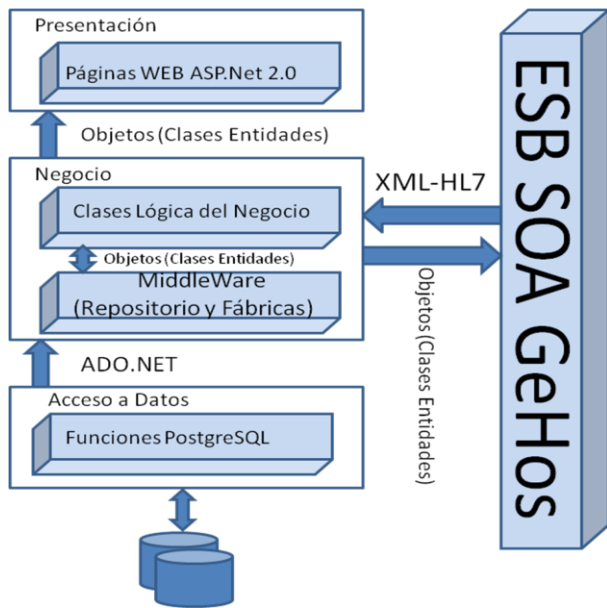 Presentación
Páginas WEB ASP.Net 2.0
Objetos (Clases Entidades)
Negocio
Clases Lógica del Negocio
Objetos (Clases Entidades)
MiddleWare
(Repositorio y Fábricas)
ADO.NET
Acceso a Datos
Funciones PostgreSQL
XML-HL7
Objetos (Clases Entidades)
ESB SOA GeHos